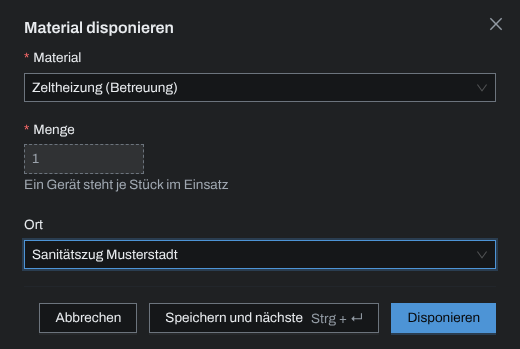 Material disponieren
* Material
Zeltheizung (Betreuung)
* Menge
1
Ein Gerät steht je Stück im Einsatz
Ort
Sanitätszug Musterstadt
Abbrechen
Speichern und nächste Strg + ↵
Disponieren